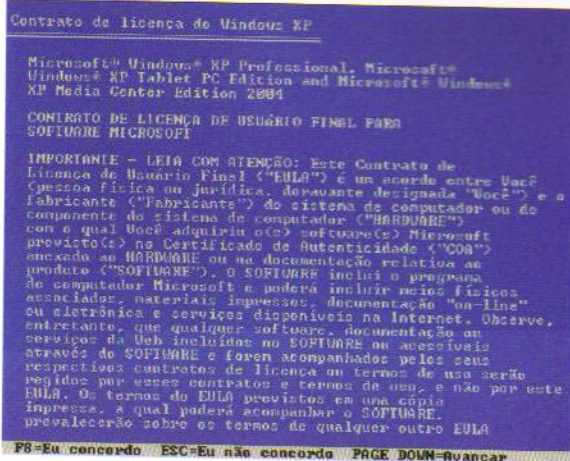 Contrato de licença do Windows XP
Microsoft® Windows® XP Professional, Microsoft®
Windows® XP Tablet PC Edition and Microsoft® Windows®
XP Media Center Edition 2004
CONTRATO DE LICENÇA DE USUÁRIO FINAL PARA
SOFTWARE MICROSOFT
IMPORTANTE - LEIA COM ATENÇÃO: Este Contrato de
Licença de Usuário Final ("EULA") é um acordo entre Você
(pessoa física ou jurídica, doravante designada "Você") e o
fabricante ("Fabricante") do sistema de computador ou do
componente do sistema de computador ("HARDWARE")
com o qual Você adquiriu o(s) software(s) Microsoft
previsto(s) no Certificado de Autenticidade ("COA")
anexado ao HARDWARE ou na documentação relativa ao
produto ("SOFTWARE"). O SOFTWARE inclui o programa
de computador Microsoft e poderá incluir meios físicos
associados, materiais impressos, documentação "on-line"
ou eletrônica e serviços disponíveis na Internet. Observe,
entretanto, que qualquer software, documentação ou
serviços da Web incluídos no SOFTWARE ou acessíveis
através do SOFTWARE e forem acompanhados pelos seus
respectivos contratos de licença ou termos de uso serão
regidos por esses contratos e termos de uso, e não por este
EULA. Os termos do EULA previstos em uma cópia
impressa, a qual poderá acompanhar o SOFTWARE,
prevalecerão sobre os termos de qualquer outro EULA
F8=Eu concordo ESC=Eu não concordo PAGE DOWN=Avançar